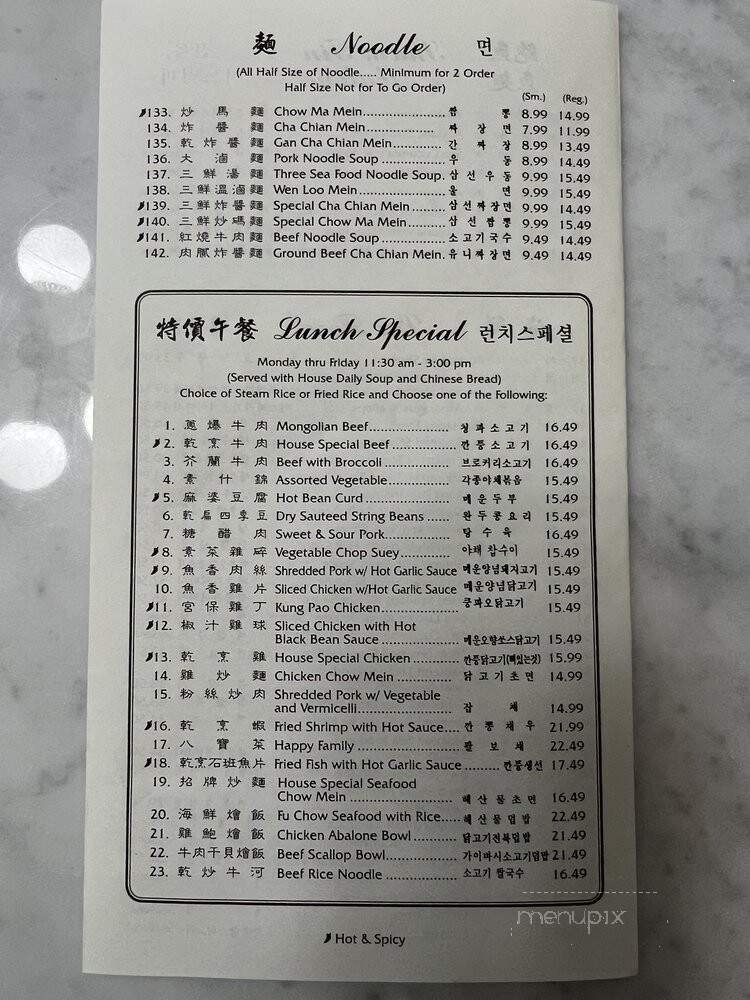 麵 Noodle 면
(All Half Size of Noodle..... Minimum for 2 Order
Half Size Not for To Go Order)
(Sm.) (Reg.)
133. 炒馬麵 Chow Ma Mein..................... 짬뽕 8.99 14.99
134. 炸醬麵 Cha Chian Mein.................... 짜장면 7.99 11.99
135. 乾炸醬麵 Gan Cha Chian Mein............. 간짜장 8.99 13.49
136. 大滷麵 Pork Noodle Soup ................. 우동 8.99 14.49
137. 三鮮湯麵 Three Sea Food Noodle Soup. 삼선우동 9.99 15.49
138. 三鮮溫滷麵 Wen Loo Mein...................... 울면 9.99 15.49
139. 三鮮炸醬麵 Special Cha Chian Mein ......... 삼선짜장면 9.99 14.49
140. 三鮮炒碼麵 Special Chow Ma Mein .......... 삼선짬뽕 9.99 15.49
141. 紅燒牛肉麵 Beef Noodle Soup ................ 소고기국수 9.49 14.49
142. 肉膩炸醬麵 Ground Beef Cha Chian Mein. 유니짜장면 9.49 14.49
特價午餐 Lunch Special 런치스페셜
Monday thru Friday 11:30 am - 3:00 pm
(Served with House Daily Soup and Chinese Bread)
Choice of Steam Rice or Fried Rice and Choose one of the Following:
1. 蔥爆牛肉 Mongolian Beef.................... 청파소고기 16.49
2. 乾烹牛肉 House Special Beef ............... 깐풍소고기 16.49
3. 芥蘭牛肉 Beef with Broccoli ................ 브로커리소고기 16.49
4. 素什錦 Assorted Vegetable................ 각종야채볶음 15.49
5. 麻婆豆腐 Hot Bean Curd ..................... 매운두부 15.49
6. 乾扁四季豆 Dry Sauteed String Beans ...... 완두콩요리 15.49
7. 糖醋肉 Sweet & Sour Pork................ 탕수육 16.49
8. 素菜雜碎 Vegetable Chop Suey............ 야채 찹수이 15.49
9. 魚香肉絲 Shredded Pork w/ Hot Garlic Sauce 매운양념돼지고기 15.49
10. 魚香雞片 Sliced Chicken w/Hot Garlic Sauce 매운양념닭고기 15.49
11. 宮保雞丁 Kung Pao Chicken................... 쿵파오닭고기 15.49
12. 椒汁雞球 Sliced Chicken with Hot
Black Bean Sauce .................... 매운오향쏘스닭고기 15.49
13. 乾烹雞 House Special Chicken ............ 깐풍닭고기(뼈있는것) 15.99
14. 雞炒麵 Chicken Chow Mein ............... 닭고기초면 14.99
15. 粉絲炒肉 Shredded Pork w/ Vegetable
and Vermicelli........................ 잡채 14.99
16. 乾烹蝦 Fried Shrimp with Hot Sauce.... 깐풍새우 21.99
17. 八寶菜 Happy Family ....................... 팔보채 22.49
18. 乾烹石班魚片 Fried Fish with Hot Garlic Sauce ......... 깐풍생선 17.49
19. 招牌炒麵 House Special Seafood
Chow Mein .......................... 해산물초면 16.49
20. 海鮮燴飯 Fu Chow Seafood with Rice..... 해산물덮밥 22.49
21. 雞鮑燴飯 Chicken Abalone Bowl ............ 닭고기전복덮밥 21.49
22. 牛肉干貝燴飯 Beef Scallop Bowl................. 가이바시소고기덮밥 21.49
23. 乾炒牛河 Beef Rice Noodle ................. 소고기 쌀국수 16.49
menupix
Hot & Spicy